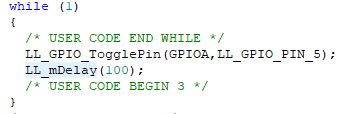 while (1)
{
/* USER CODE END WHILE */
LL_GPIO_TogglePin(GPIOA,LL_GPIO_PIN_5);
LL_mDelay(100);
/* USER CODE BEGIN 3 */
}